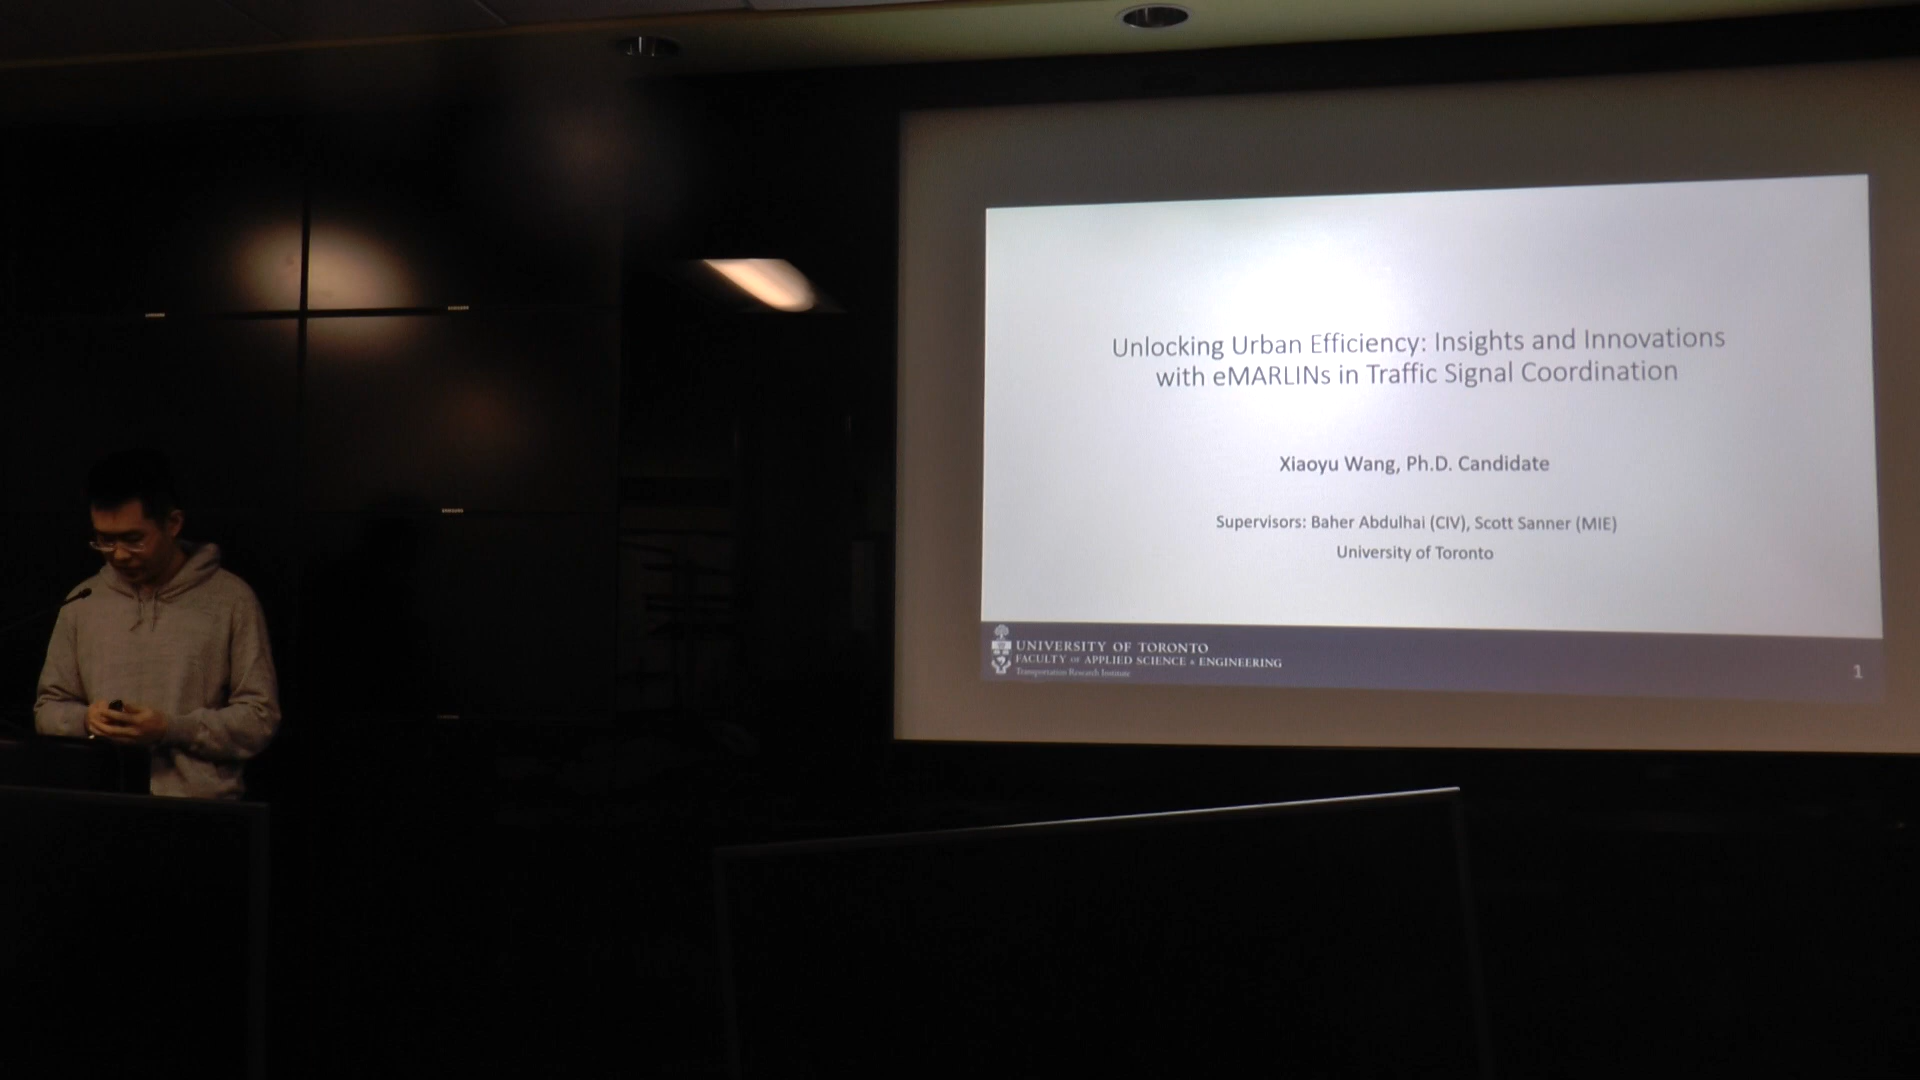 Unlocking Urban Efficiency: Insights and Innovations
with eMARLINs in Traffic Signal Coordination
Xiaoyu Wang, Ph.D. Candidate
Supervisors: Baher Abdulhai (CIV), Scott Sanner (MIE)
University of Toronto
UNIVERSITY OF TORONTO
FACULTY OF APPLIED SCIENCE & ENGINEERING
Transportation Research Institute
1